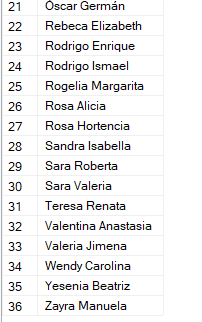 21 Óscar Germán
22 Rebeca Elizabeth
23 Rodrigo Enrique
24 Rodrigo Ismael
25 Rogelia Margarita
26 Rosa Alicia
27 Rosa Hortencia
28 Sandra Isabella
29 Sara Roberta
30 Sara Valeria
31 Teresa Renata
32 Valentina Anastasia
33 Valeria Jimena
34 Wendy Carolina
35 Yesenia Beatriz
36 Zayra Manuela